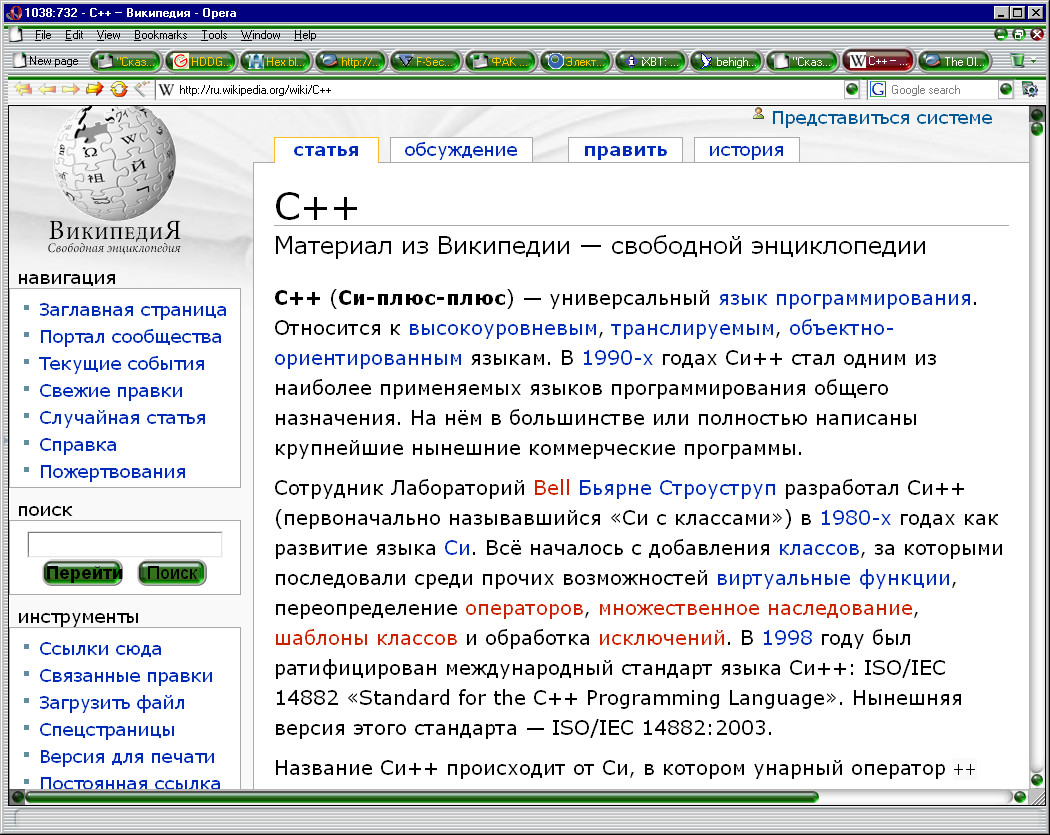 1038:732 - C++ – Википедия - Opera
File Edit View Bookmarks Tools Window Help
New page "Сказ... HDDG... Hex bl... http://... F-Sec... ФАК ... Элект... iXBT: ... behigh... "Сказ... C++ – ... The Ol...
http://ru.wikipedia.org/wiki/C++ Google search
Представиться системе
статья обсуждение править история
ВикипедиЯ
Свободная энциклопедия
навигация
Заглавная страница
Портал сообщества
Текущие события
Свежие правки
Случайная статья
Справка
Пожертвования
поиск
Перейти Поиск
инструменты
Ссылки сюда
Связанные правки
Загрузить файл
Спецстраницы
Версия для печати
Постоянная ссылка
C++
Материал из Википедии — свободной энциклопедии
C++ (Си-плюс-плюс) — универсальный язык программирования.
Относится к высокоуровневым, транслируемым, объектно-
ориентированным языкам. В 1990-х годах Си++ стал одним из
наиболее применяемых языков программирования общего
назначения. На нём в большинстве или полностью написаны
крупнейшие нынешние коммерческие программы.
Сотрудник Лабораторий Bell Бьярне Строуструп разработал Си++
(первоначально называвшийся «Си с классами») в 1980-х годах как
развитие языка Си. Всё началось с добавления классов, за которыми
последовали среди прочих возможностей виртуальные функции,
переопределение операторов, множественное наследование,
шаблоны классов и обработка исключений. В 1998 году был
ратифицирован международный стандарт языка Си++: ISO/IEC
14882 «Standard for the C++ Programming Language». Нынешняя
версия этого стандарта — ISO/IEC 14882:2003.
Название Си++ происходит от Си, в котором унарный оператор ++